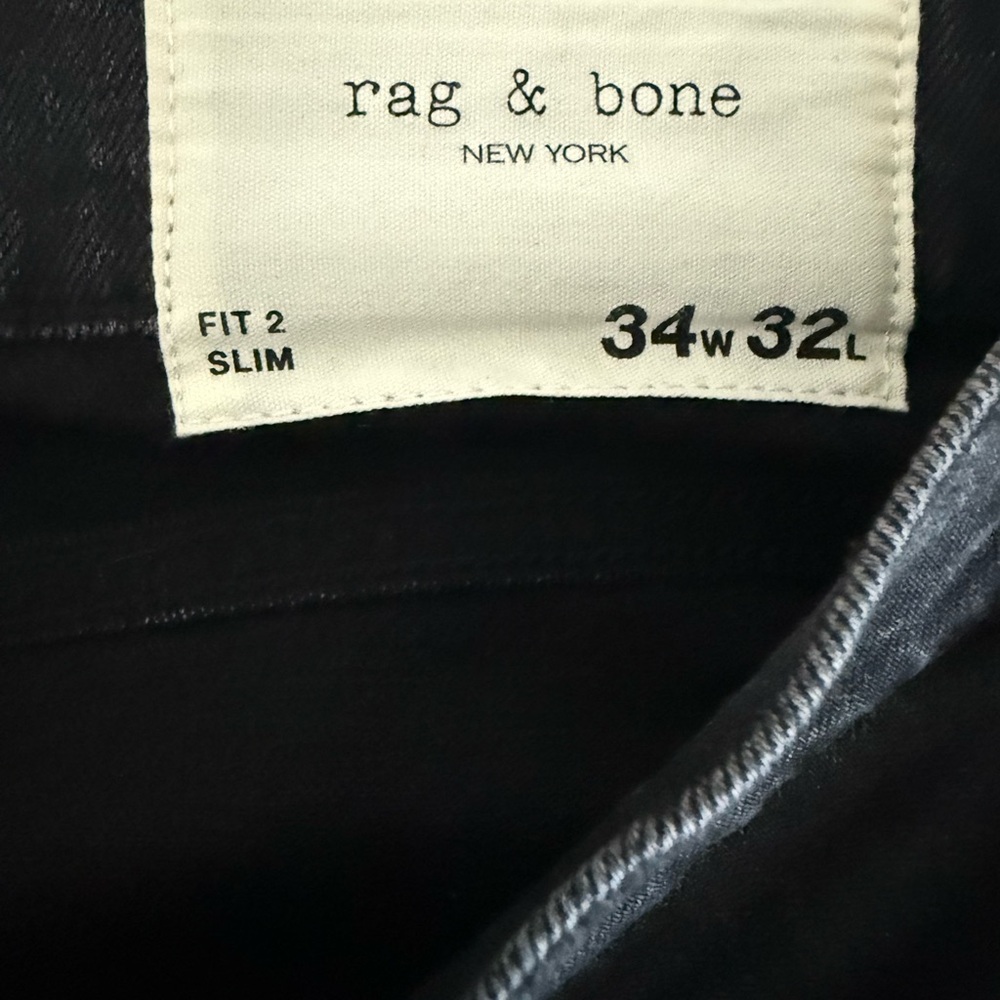 rag & bone
NEW YORK
FIT 2
SLIM
34W 32L